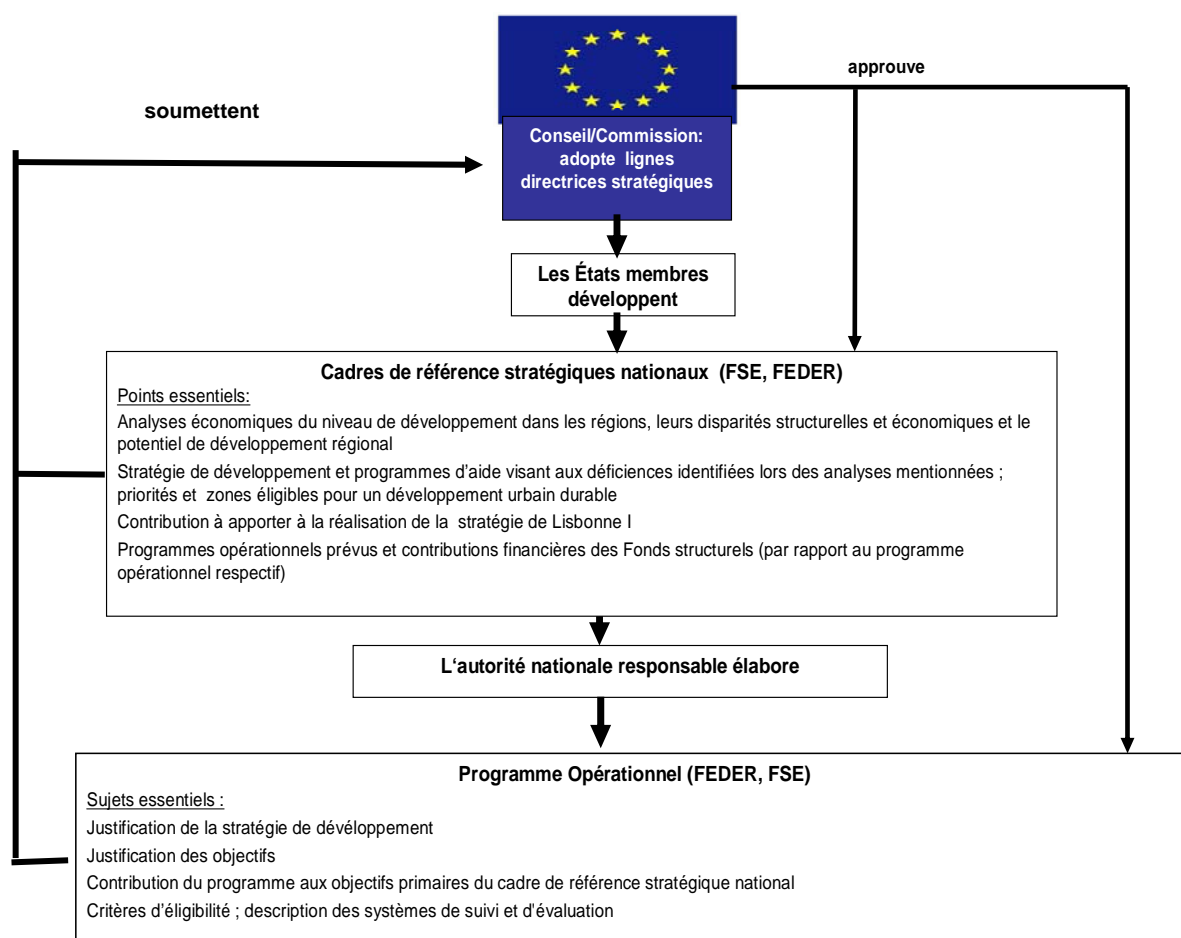 approuve
soumettent
Conseil/Commission:
adopte lignes
directrices stratégiques
Les États membres
développent
Cadres de référence stratégiques nationaux (FSE, FEDER)
Points essentiels:
Analyses économiques du niveau de développement dans les régions, leurs disparités structurelles et économiques et le
potentiel de développement régional
Stratégie de développement et programmes d'aide visant aux déficiences identifiées lors des analyses mentionnées ;
priorités et zones éligibles pour un développement urbain durable
Contribution à apporter à la réalisation de la stratégie de Lisbonne I
Programmes opérationnels prévus et contributions financières des Fonds structurels (par rapport au programme
opérationnel respectif)
L‘autorité nationale responsable élabore
Programme Opérationnel (FEDER, FSE)
Sujets essentiels :
Justification de la stratégie de dévéloppement
Justification des objectifs
Contribution du programme aux objectifs primaires du cadre de référence stratégique national
Critères d’éligibilité ; description des systèmes de suivi et d'évaluation